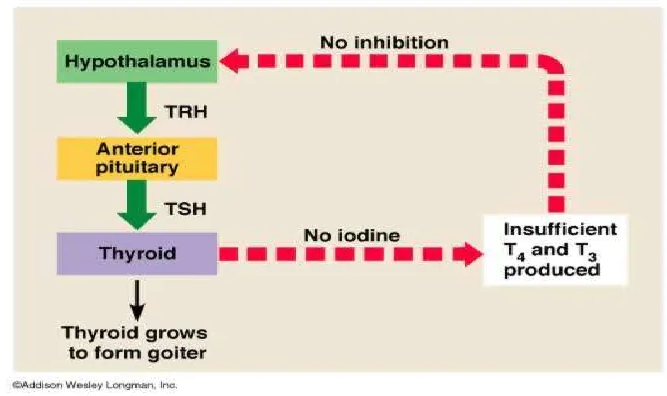 No inhibition
Hypothalamus
TRH
Anterior
pituitary
TSH
Thyroid
No iodine
Insufficient
T4 and T3
produced
Thyroid grows
to form goiter
©Addison Wesley Longman, Inc.